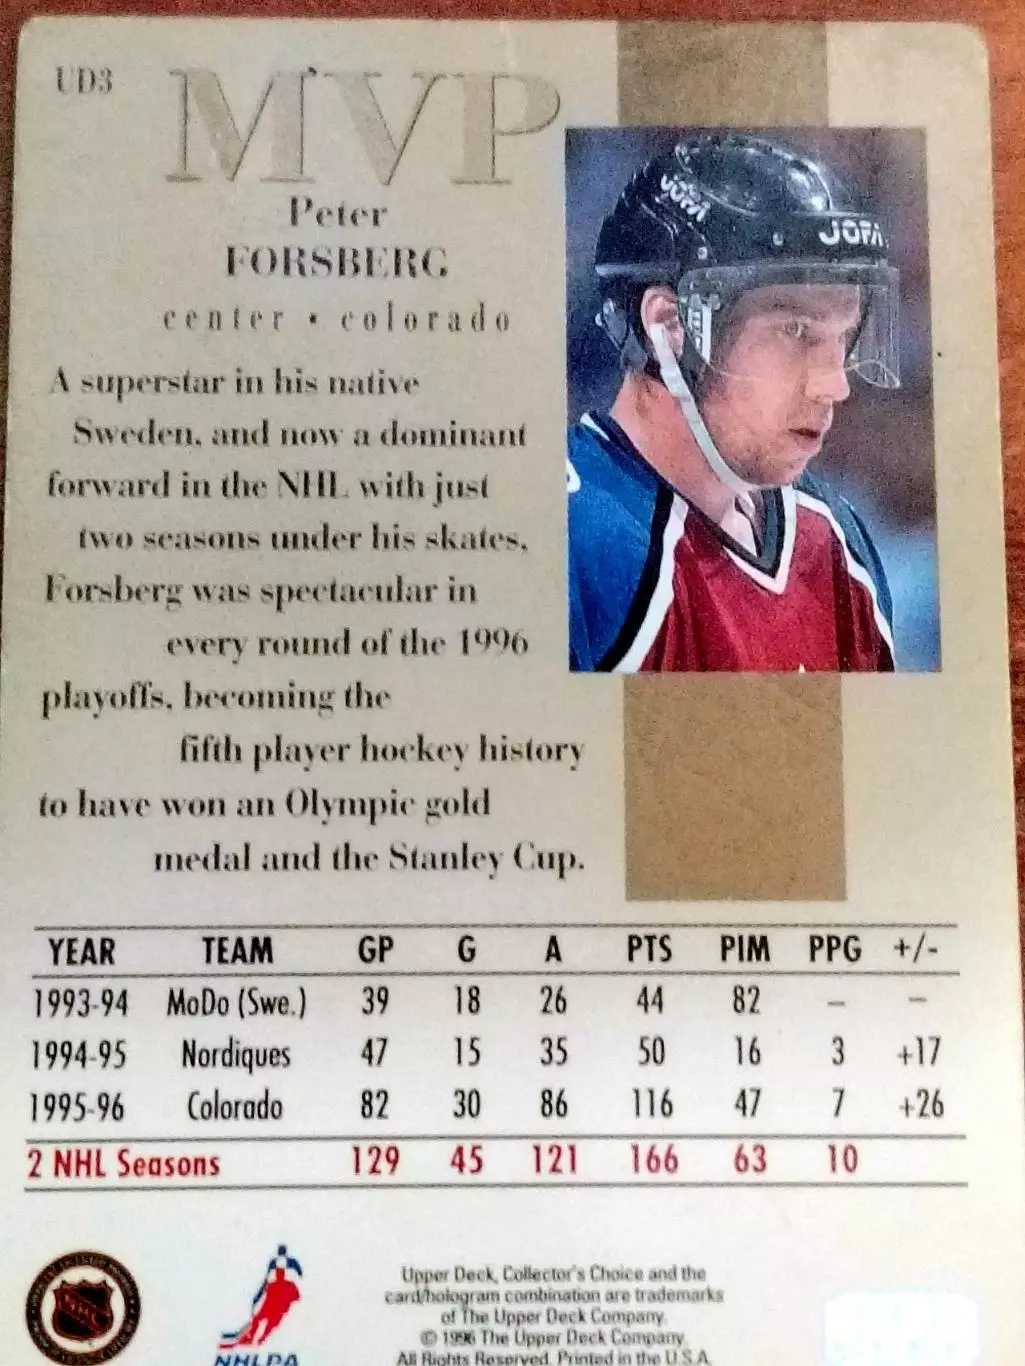 UD3
MVP
Peter
FORSBERG
center • colorado
JOFA
JOFA
A superstar in his native
Sweden, and now a dominant
forward in the NHL with just
two seasons under his skates,
Forsberg was spectacular in
every round of the 1996
playoffs, becoming the
fifth player hockey history
to have won an Olympic gold
medal and the Stanley Cup.
YEAR TEAM GP G A PTS PIM PPG +/-
1993-94 MoDo (Swe.) 39 18 26 44 82 – –
1994-95 Nordiques 47 15 35 50 16 3 +17
1995-96 Colorado 82 30 86 116 47 7 +26
2 NHL Seasons 129 45 121 166 63 10
NHL
NHLPA
Upper Deck, Collector's Choice and the
card/hologram combination are trademarks
of The Upper Deck Company.
© 1996 The Upper Deck Company.
All Rights Reserved. Printed in the U.S.A.